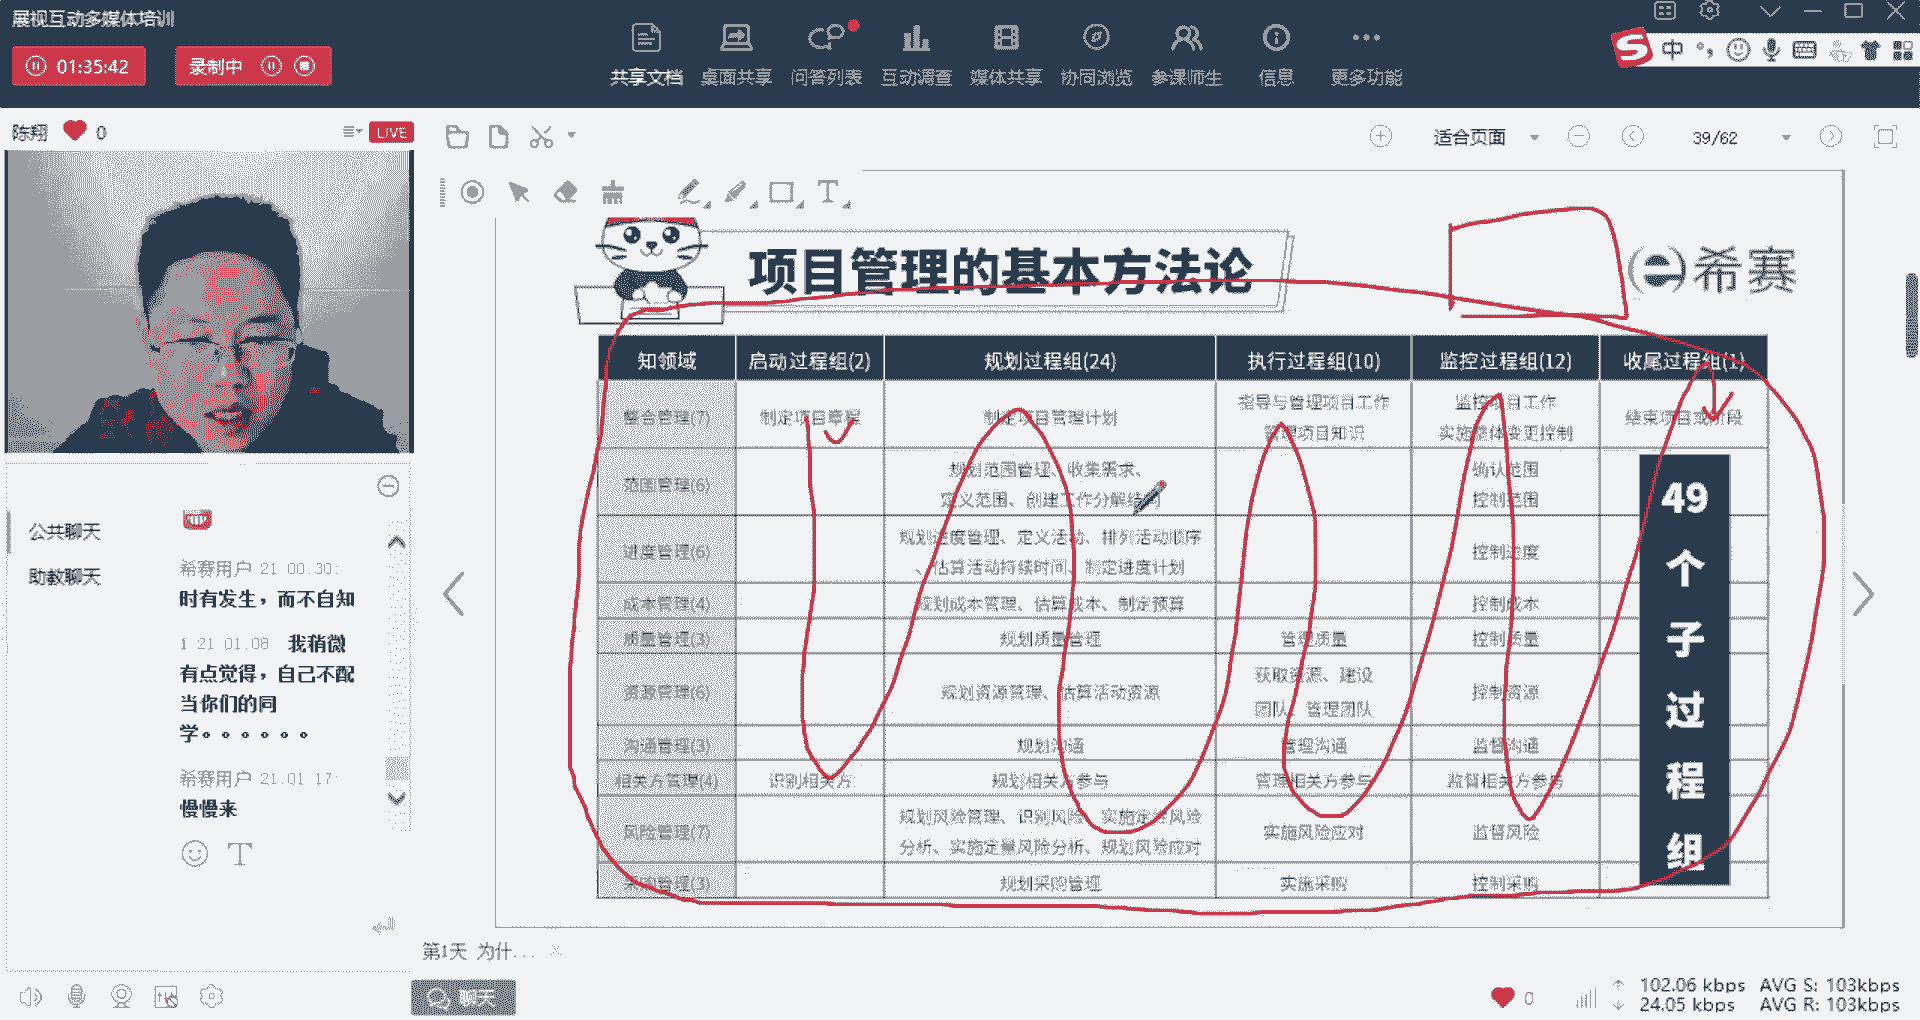 展视互动多媒体培训
01:35:42
录制中
共享文档 桌面共享 问答列表 互动调查 媒体共享 协同浏览 参课师生 信息 更多功能
中
陈翔 0
LIVE
适合页面
39/62
项目管理的基本方法论
希赛
知领域 启动过程组(2) 规划过程组(24) 执行过程组(10) 监控过程组(12) 收尾过程组(1)
整合管理(7) 制定项目章程 制定项目管理计划 指导与管理项目工作 监控项目工作 结束项目或阶段
管理项目知识 实施整体变更控制
范围管理(6) 规划范围管理、收集需求、 确认范围
定义范围、创建工作分解结构 控制范围
进度管理(6) 规划进度管理、定义活动、排列活动顺序 控制进度
、估算活动持续时间、制定进度计划
成本管理(4) 规划成本管理、估算成本、制定预算 控制成本
质量管理(3) 规划质量管理 管理质量 控制质量
资源管理(6) 规划资源管理、估算活动资源 获取资源、建设 控制资源
团队、管理团队
沟通管理(3) 规划沟通 管理沟通 监督沟通
相关方管理(4) 识别相关方 规划相关方参与 管理相关方参与 监督相关方参与
风险管理(7) 规划风险管理、识别风险、实施定性风险 实施风险应对 监督风险
分析、实施定量风险分析、规划风险应对
采购管理(3) 规划采购管理 实施采购 控制采购
49
个
子
过
程
组
公共聊天
助教聊天
希赛用户 21:00:30:
时有发生，而不自知
1 21:01:08 我稍微
有点觉得，自己不配
当你们的同
学。。。。。。
希赛用户 21:01:17:
慢慢来
T
第1天 为什... ×
聊天
0
102.06 kbps AVG S: 103kbps
24.05 kbps AVG R: 103kbps